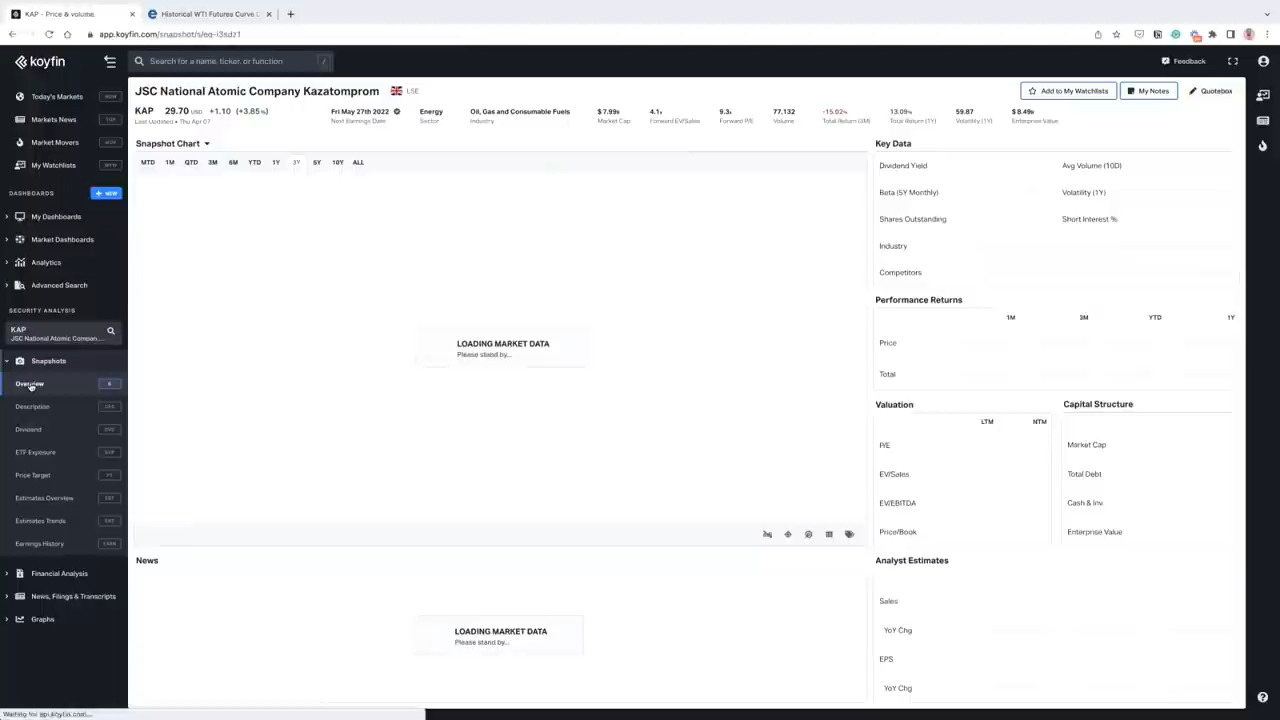 KAP - Price & volume.
Historical WTI Futures Curve
app.koyfin.com/snapshot/s/eq-i3sdz1
koyfin
Search for a name, ticker, or function
/
Feedback
Today's Markets
Markets News
Market Movers
My Watchlists
DASHBOARDS
+ NEW
My Dashboards
Market Dashboards
Analytics
Advanced Search
SECURITY ANALYSIS
KAP
JSC National Atomic Compan...
Snapshots
Overview
Description
Dividend
ETF Exposure
Price Target
Estimates Overview
Estimates Trends
Earnings History
Financial Analysis
News, Filings & Transcripts
Graphs
JSC National Atomic Company Kazatomprom
LSE
Add to My Watchlists
My Notes
Quotebox
KAP 29.70 USD +1.10 (+3.85%)
Last Updated • Thu Apr 07
Fri May 27th 2022
Next Earnings Date
Energy
Sector
Oil, Gas and Consumable Fuels
Industry
$ 7.99B
Market Cap
4.1x
Forward EV/Sales
9.3x
Forward P/E
77,132
Volume
-15.02%
Total Return (3M)
13.09%
Total Return (1Y)
59.87
Volatility (1Y)
$ 8.49B
Enterprise Value
Snapshot Chart
MTD 1M QTD 3M 6M YTD 1Y 3Y 5Y 10Y ALL
LOADING MARKET DATA
Please stand by...
News
LOADING MARKET DATA
Please stand by...
Key Data
Dividend Yield
Avg Volume (10D)
Beta (5Y Monthly)
Volatility (1Y)
Shares Outstanding
Short Interest %
Industry
Competitors
Performance Returns
1M 3M YTD 1Y
Price
Total
Valuation
LTM NTM
P/E
EV/Sales
EV/EBITDA
Price/Book
Capital Structure
Market Cap
Total Debt
Cash & Inv.
Enterprise Value
Analyst Estimates
Sales
YoY Chg
EPS
YoY Chg
Waiting for api.koyfin.com...